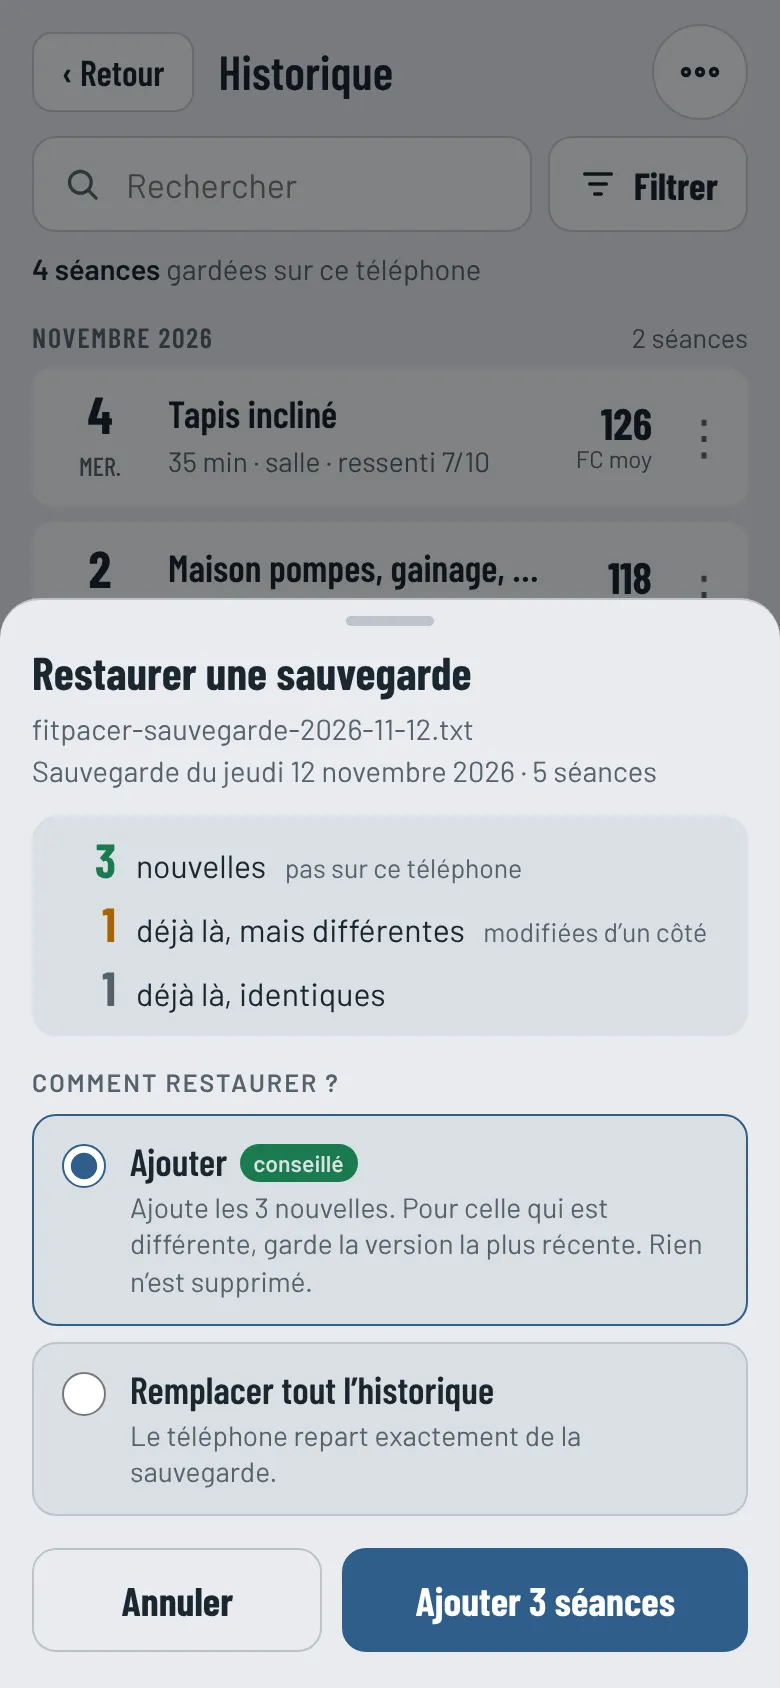 ‹ Retour
Historique
Rechercher
Filtrer
4 séances gardées sur ce téléphone
NOVEMBRE 2026
2 séances
4
MER.
Tapis incliné
35 min · salle · ressenti 7/10
126
FC moy
2
Maison pompes, gainage, ...
118
Restaurer une sauvegarde
fitpacer-sauvegarde-2026-11-12.txt
Sauvegarde du jeudi 12 novembre 2026 · 5 séances
3 nouvelles pas sur ce téléphone
1 déjà là, mais différentes modifiées d’un côté
1 déjà là, identiques
COMMENT RESTAURER ?
Ajouter conseillé
Ajoute les 3 nouvelles. Pour celle qui est
différente, garde la version la plus récente. Rien
n’est supprimé.
Remplacer tout l’historique
Le téléphone repart exactement de la
sauvegarde.
Annuler
Ajouter 3 séances